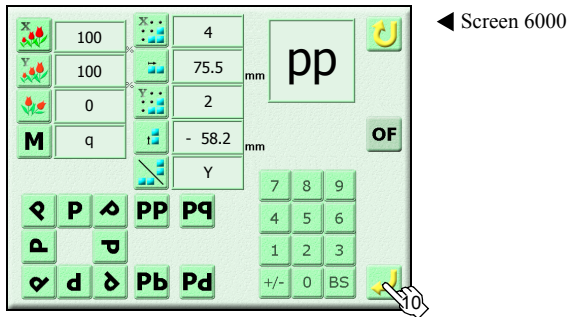 ◀ Screen 6000
X 100 % X 4
Y 100 % 75.5 mm
0 Y 2
M q - 58.2 mm
Y
pp
OF
P P P PP Pq
P P
P P P Pb Pd
7 8 9
4 5 6
1 2 3
+/- 0 BS
10